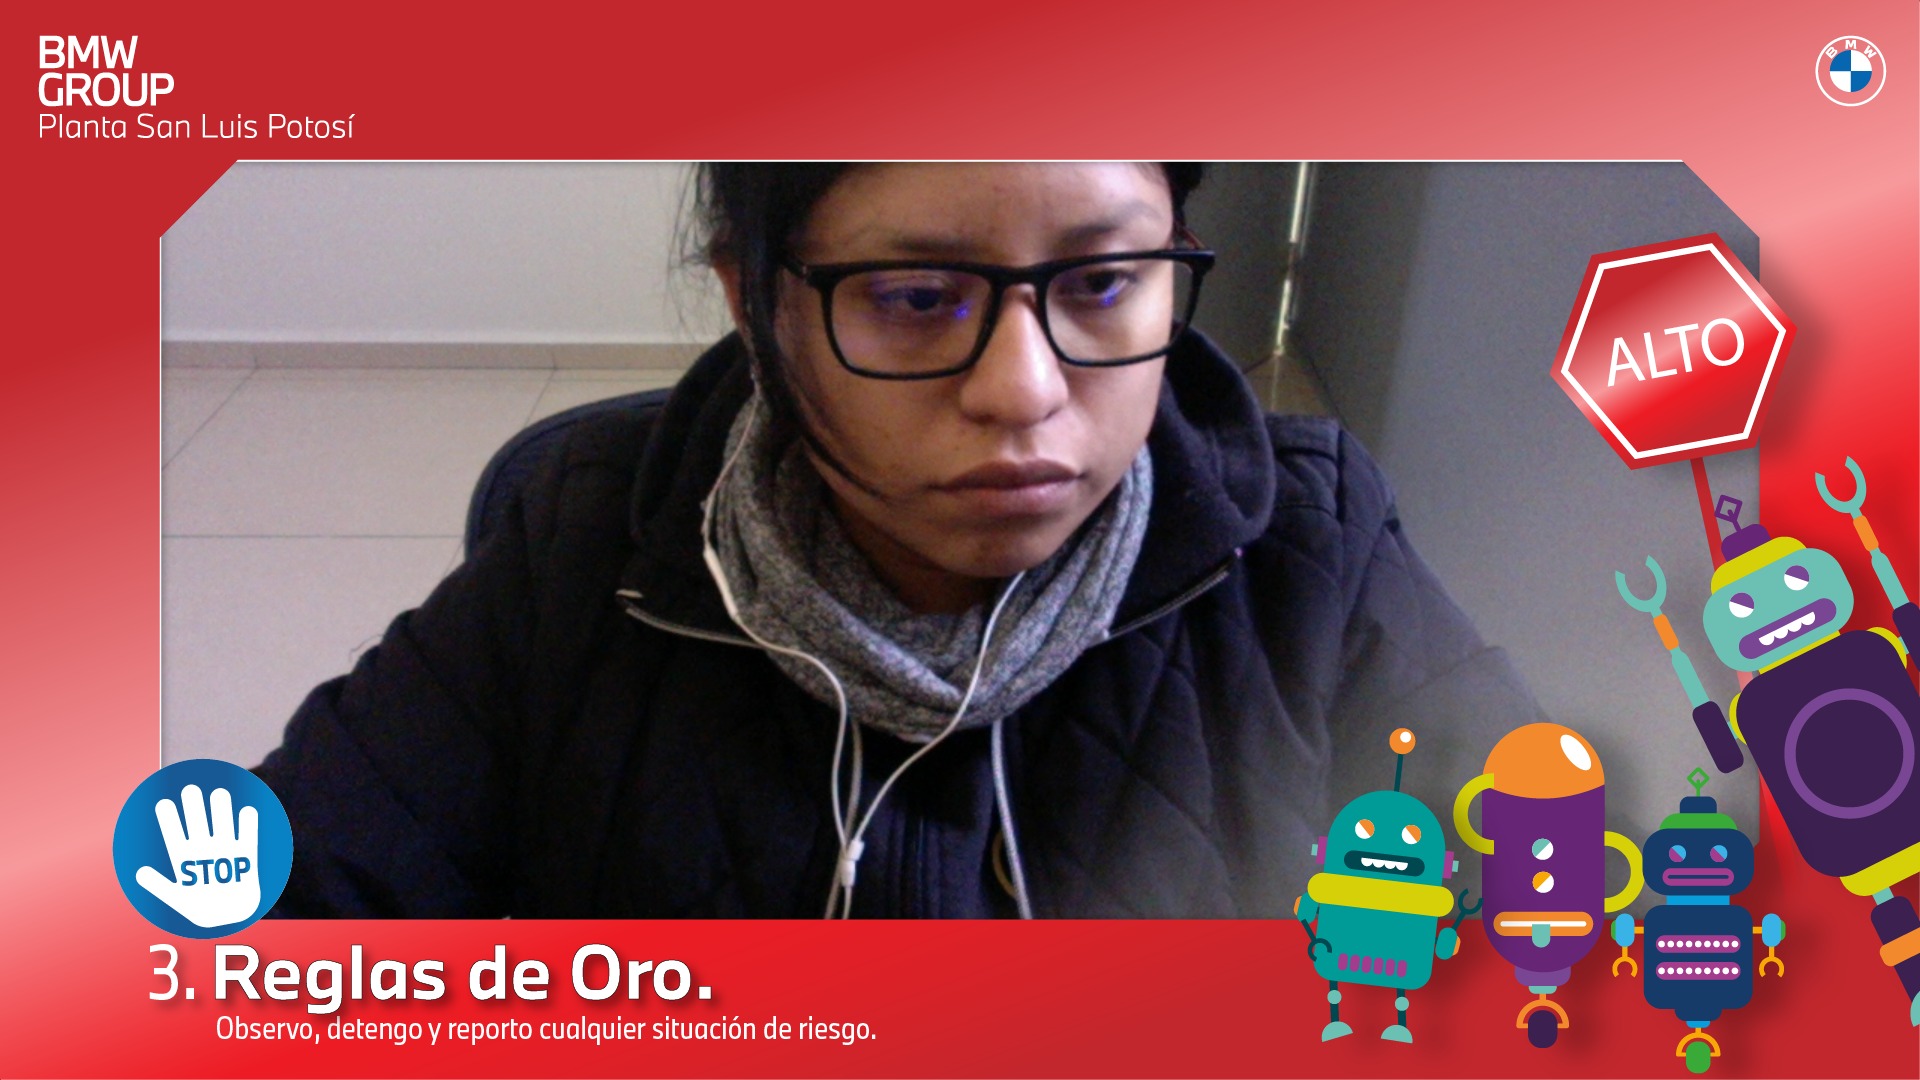 BMW
GROUP
Planta San Luis Potosí
BMW
ALTO
STOP
3. Reglas de Oro.
Observo, detengo y reporto cualquier situación de riesgo.